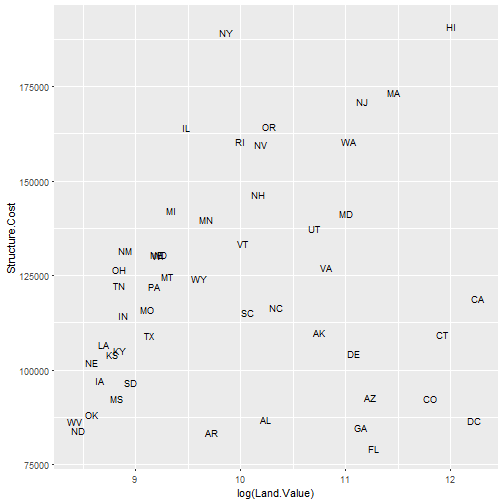 NY
HI
MA
NJ
175000
IL
OR
RI
NV
WA
150000
NH
MI
MD
NML
UT
RI
NM
OH
VA
MT
WY
125000
TN
PA
CA
IN
MO
SC
NC
TX
AK
CT
LA
KY
KS
DE
NE
100000
IA
SD
MS
AZ
CO
OK
WV
ND
AR
AL
GA
DC
FL
75000
9
10
11
12
log(Land.Value)
Structure.Cost